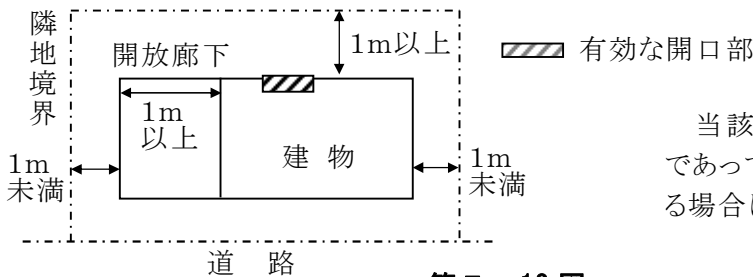 隣地境界
開放廊下
1m以上
有効な開口部
1m
以上
建 物
1m
未満
1m
未満
道 路
当該
であって
る場合に